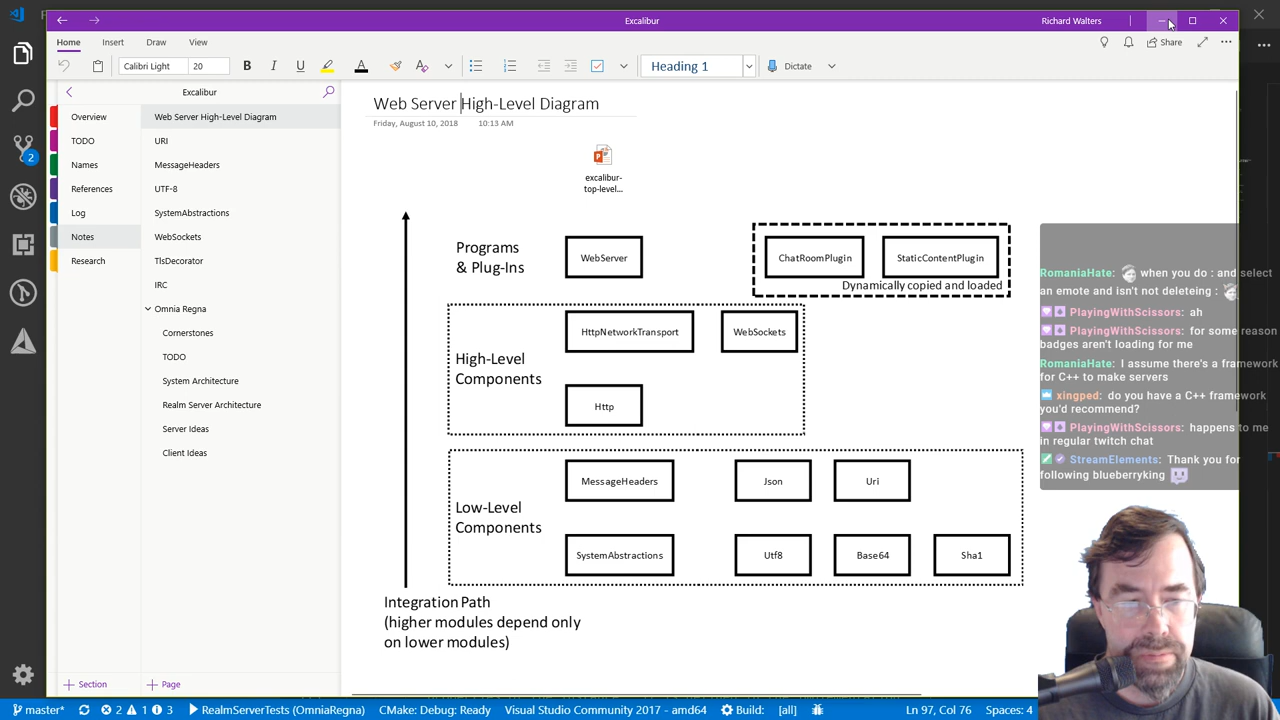 Excalibur
Richard Walters
Home
Insert
Draw
View
Share
Calibri Light
20
B
I
U
A
A
Heading 1
Dictate
Excalibur
Overview
TODO
Names
References
Log
Notes
Research
Web Server High-Level Diagram
URI
MessageHeaders
UTF-8
SystemAbstractions
WebSockets
TlsDecorator
IRC
Omnia Regna
Cornerstones
TODO
System Architecture
Realm Server Architecture
Server Ideas
Client Ideas
Section
Page
Web Server High-Level Diagram
Friday, August 10, 2018 10:13 AM
P
excalibur-
top-level...
Programs
& Plug-Ins
WebServer
ChatRoomPlugin
StaticContentPlugin
Dynamically copied and loaded
High-Level
Components
HttpNetworkTransport
WebSockets
Http
Low-Level
Components
MessageHeaders
Json
Uri
SystemAbstractions
Utf8
Base64
Sha1
Integration Path
(higher modules depend only
on lower modules)
RomaniaHate: when you do : and select
an emote and isn't not deleteing :
PlayingWithScissors: ah
PlayingWithScissors: for some reason
badges aren't loading for me
RomaniaHate: I assume there's a framework
for C++ to make servers
xingped: do you have a C++ framework
you'd recommend?
PlayingWithScissors: happens to me
in regular twitch chat
StreamElements: Thank you for
following blueberryking
2
master*
2
1
3
RealmServerTests (OmniaRegna)
CMake: Debug: Ready
Visual Studio Community 2017 - amd64
Build:
[all]
Ln 97, Col 76
Spaces: 4